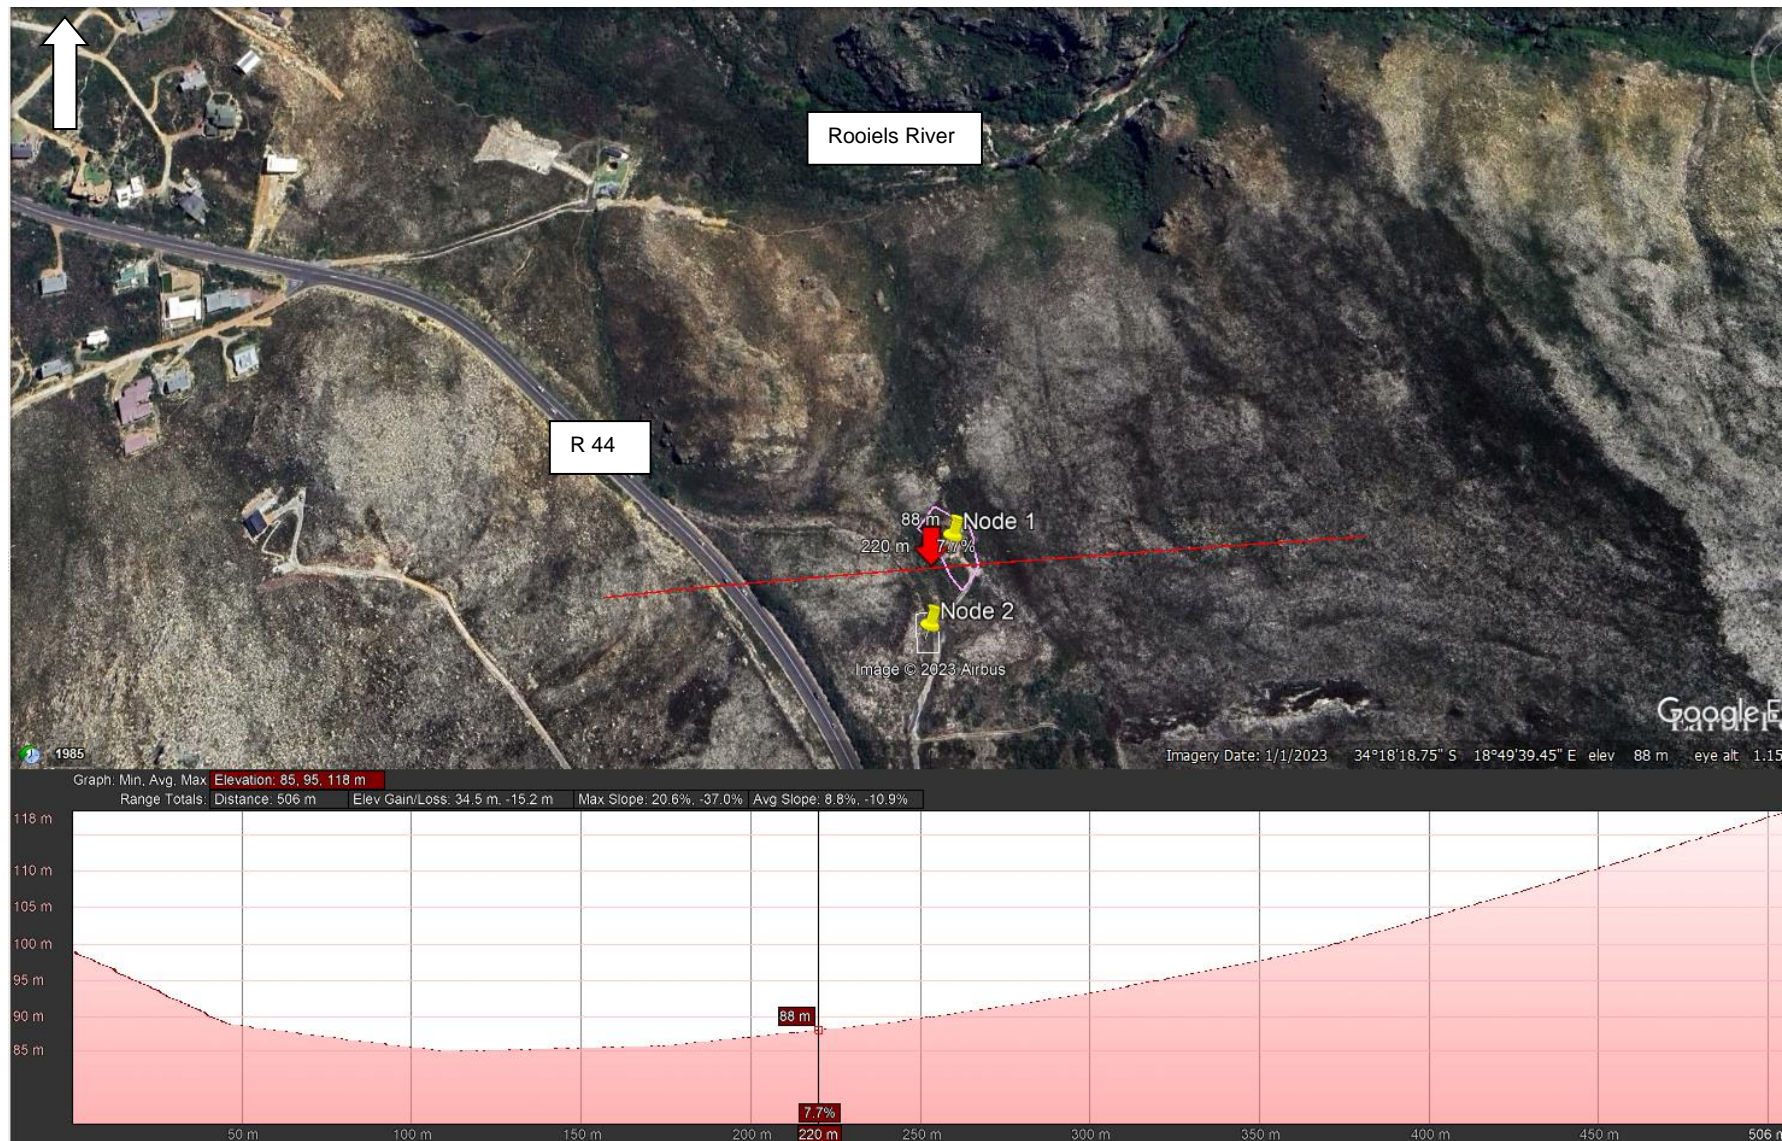 Rooiels River
R 44
88 m
Node 1
220 m
7.7%
Node 2
Image © 2023 Airbus
Google E
1985
Imagery Date: 1/1/2023 34°18'18.75" S 18°49'39.45" E elev 88 m eye alt 1.15
Graph: Min, Avg, Max Elevation: 85, 95, 118 m
Range Totals: Distance: 506 m Elev Gain/Loss: 34.5 m, -15.2 m Max Slope: 20.6%, -37.0% Avg Slope: 8.8%, -10.9%
118 m
110 m
105 m
100 m
95 m
90 m
85 m
88 m
7.7%
50 m 100 m 150 m 200 m 220 m 250 m 300 m 350 m 400 m 450 m 506 m